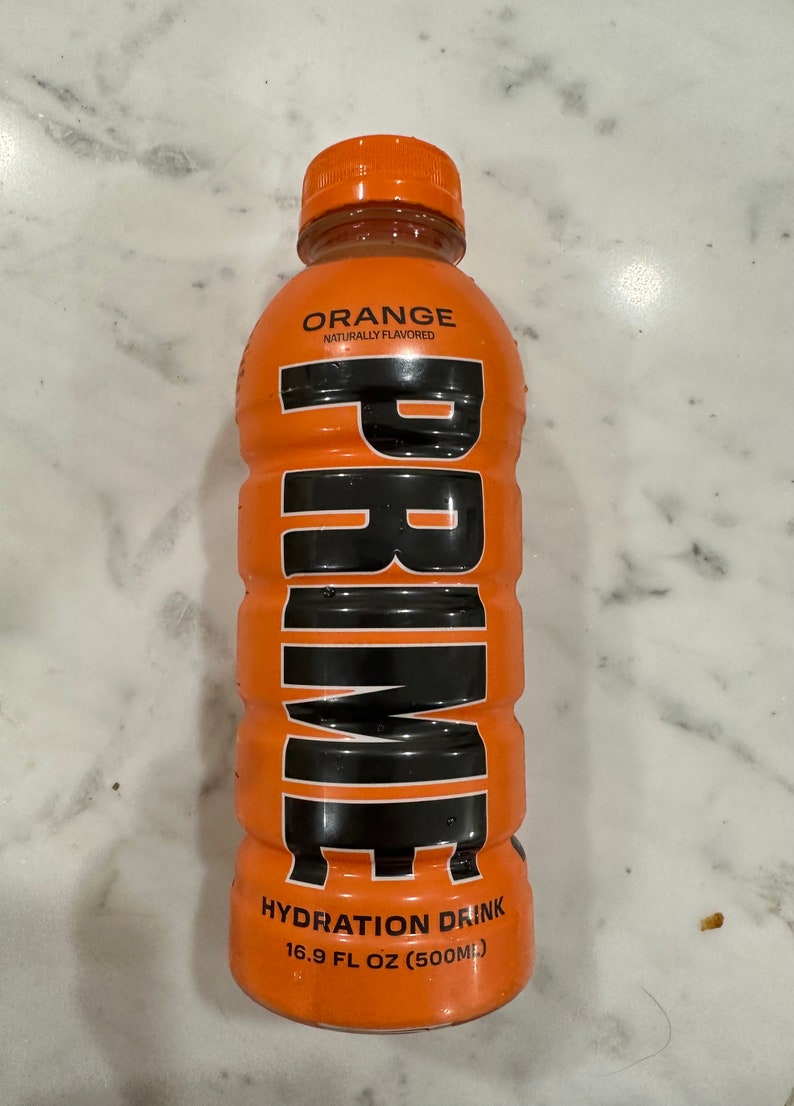 ORANGE
NATURALLY FLAVORED
PRIME
HYDRATION DRINK
16.9 FL OZ (500ML)